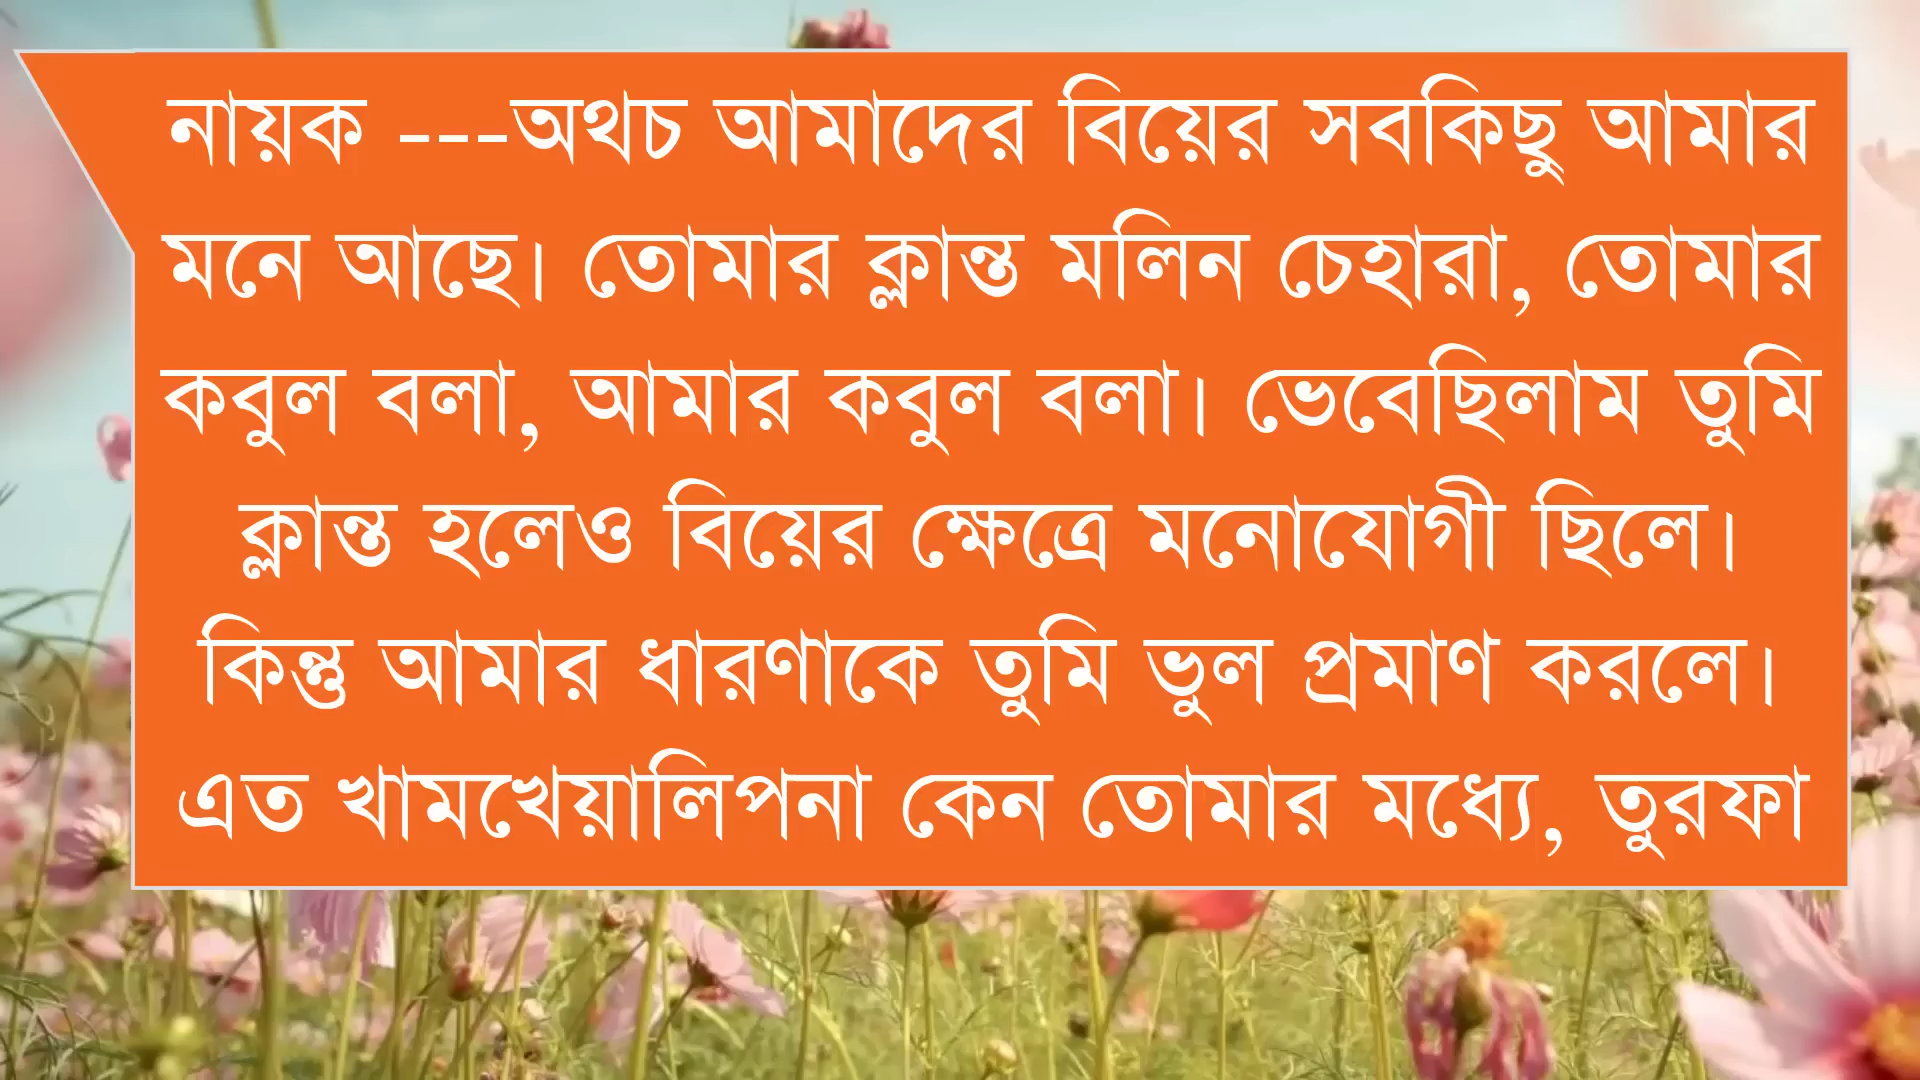 নায়ক ---অথচ আমাদের বিয়ের সবকিছু আমার
মনে আছে। তোমার ক্লান্ত মলিন চেহারা, তোমার
কবুল বলা, আমার কবুল বলা। ভেবেছিলাম তুমি
ক্লান্ত হলেও বিয়ের ক্ষেত্রে মনোযোগী ছিলে।
কিন্তু আমার ধারণাকে তুমি ভুল প্রমাণ করলে।
এত খামখেয়ালিপনা কেন তোমার মধ্যে, তুরফা